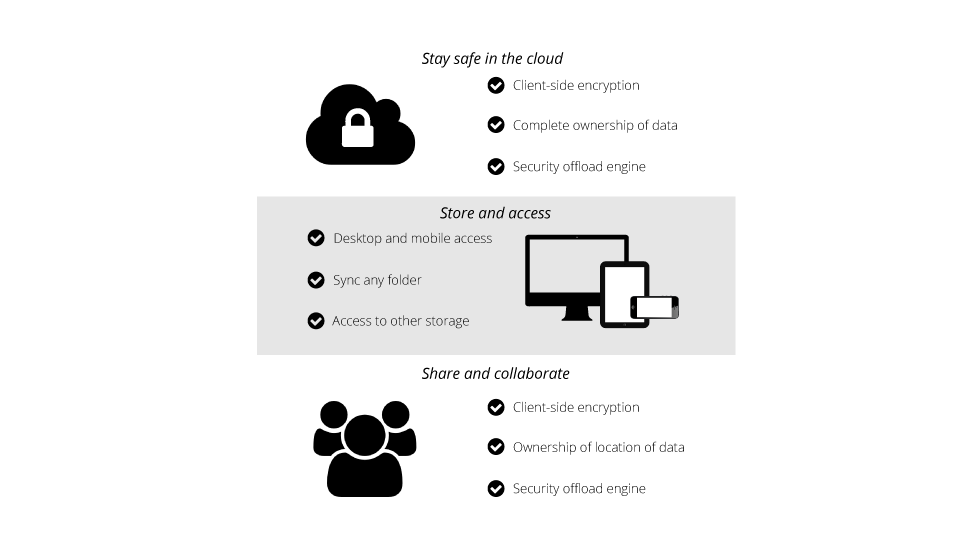 Stay safe in the cloud
Client-side encryption
Complete ownership of data
Security offload engine
Store and access
Desktop and mobile access
Sync any folder
Access to other storage
Share and collaborate
Client-side encryption
Ownership of location of data
Security offload engine